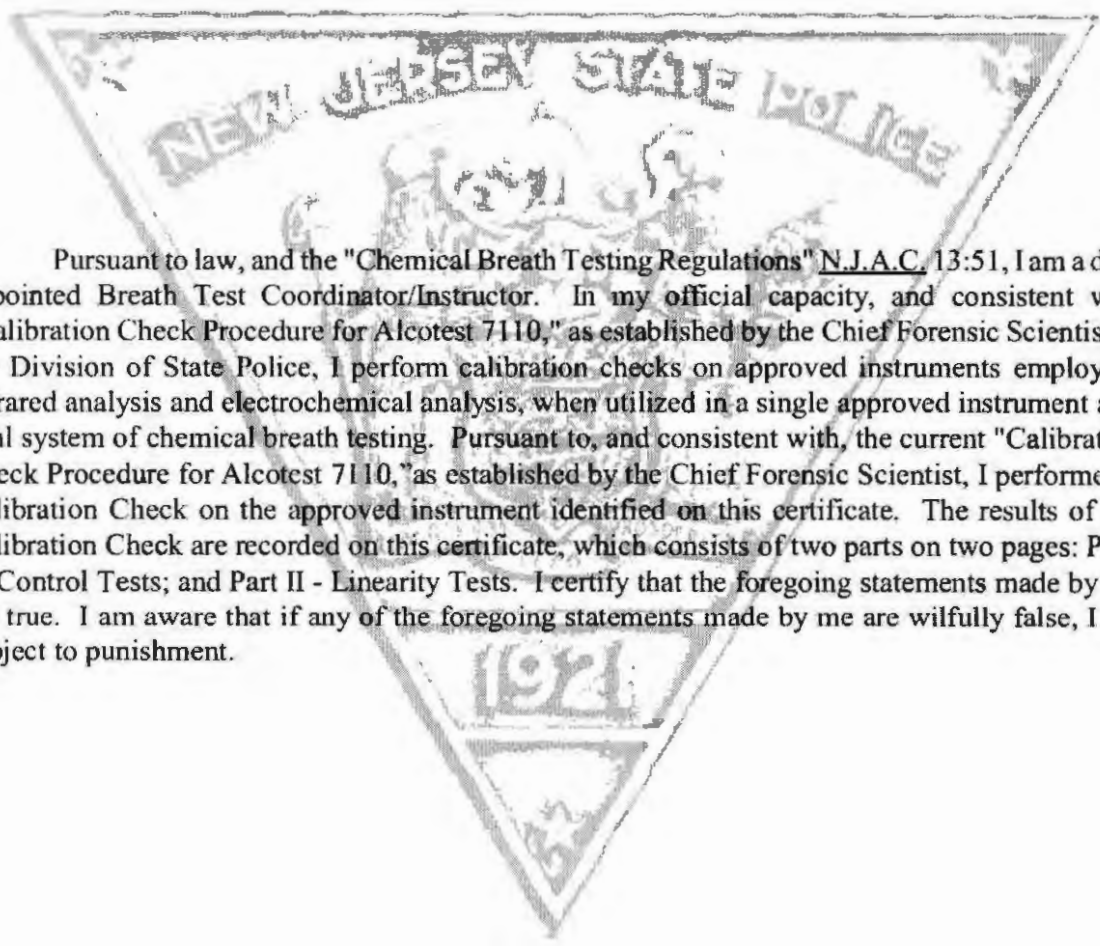 NEW JERSEY STATE POLICE
Pursuant to law, and the "Chemical Breath Testing Regulations" N.J.A.C. 13:51, I am a d
pointed Breath Test Coordinator/Instructor. In my official capacity, and consistent v
alibration Check Procedure for Alcotest 7110," as established by the Chief Forensic Scientis
Division of State Police, I perform calibration checks on approved instruments employ
rared analysis and electrochemical analysis, when utilized in a single approved instrument a
al system of chemical breath testing. Pursuant to, and consistent with, the current "Calibrat
eck Procedure for Alcotest 7110," as established by the Chief Forensic Scientist, I performe
libration Check on the approved instrument identified on this certificate. The results of
libration Check are recorded on this certificate, which consists of two parts on two pages: P
Control Tests; and Part II - Linearity Tests. I certify that the foregoing statements made by
true. I am aware that if any of the foregoing statements made by me are wilfully false, I
bject to punishment.
1921